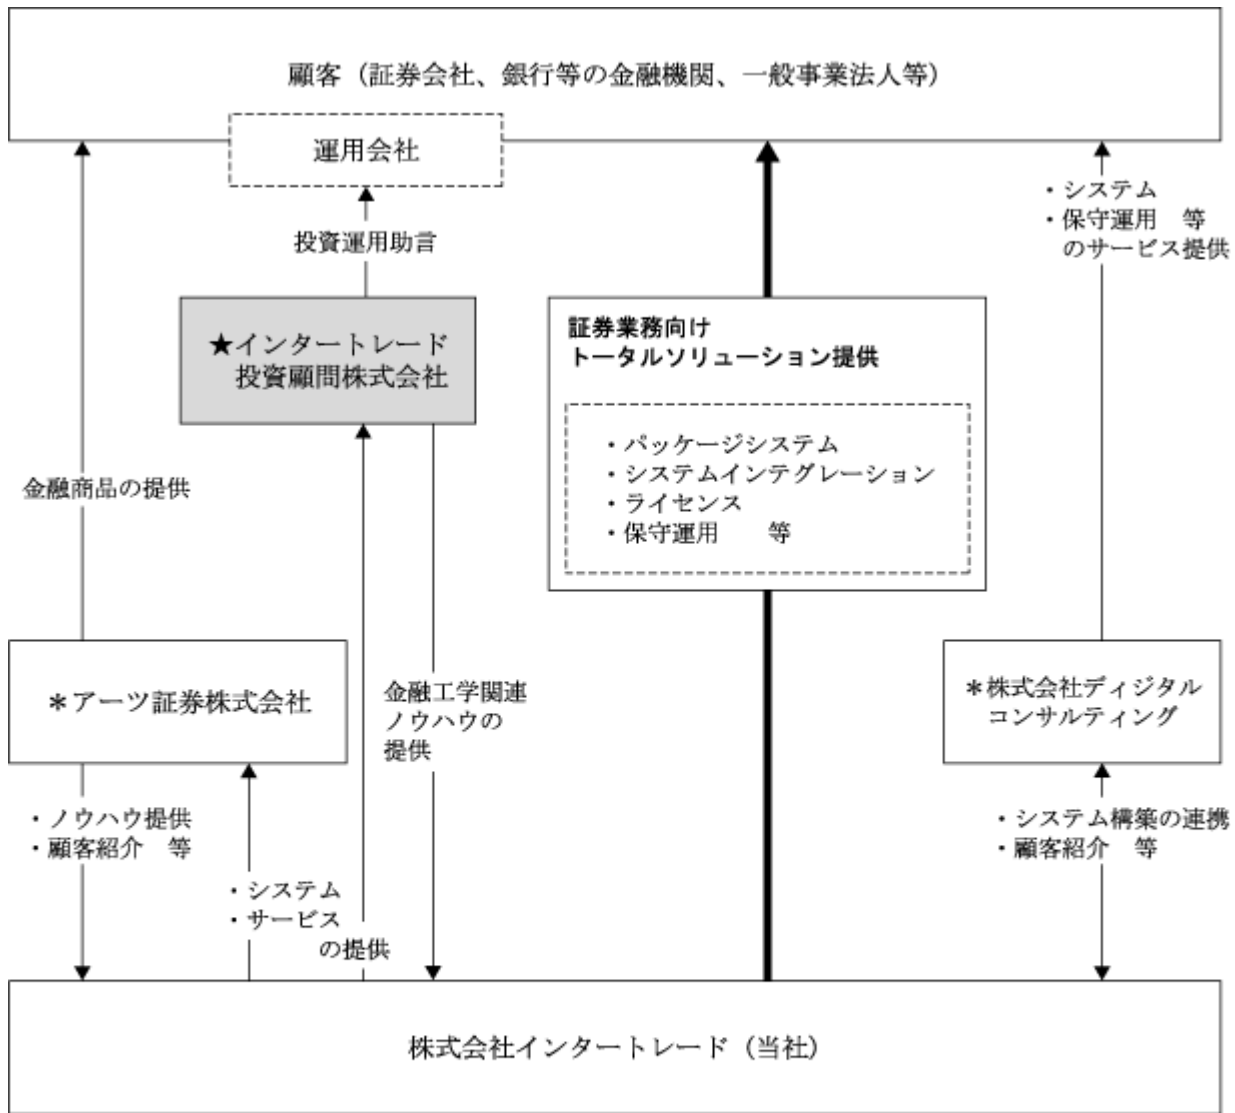 顧客（証券会社、銀行等の金融機関、一般事業法人等）
運用会社
・システム
・保守運用　等
のサービス提供
投資運用助言
★インタートレード
投資顧問株式会社
証券業務向け
トータルソリューション提供
・パッケージシステム
・システムインテグレーション
・ライセンス
・保守運用　　等
金融商品の提供
＊アーツ証券株式会社
金融工学関連
ノウハウの
提供
＊株式会社ディジタル
コンサルティング
・ノウハウ提供
・顧客紹介　等
・システム構築の連携
・顧客紹介　等
・システム
・サービス
の提供
株式会社インタートレード（当社）